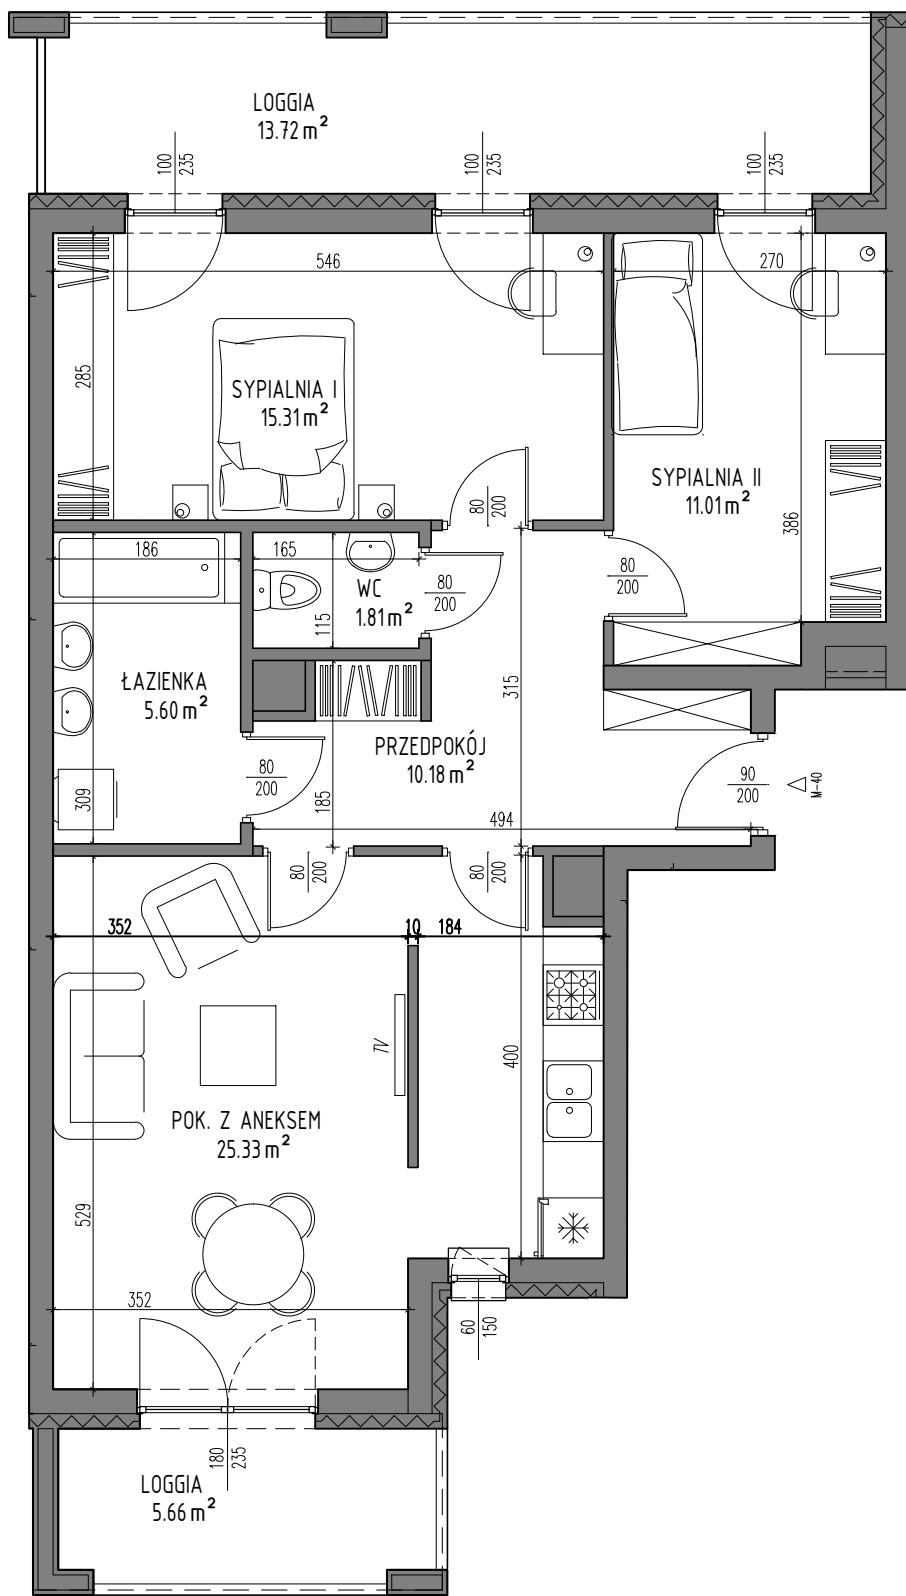 LOGGIA
13.72 m²
100
235
100
235
100
235
546
270
285
SYPIALNIA I
15.31 m²
SYPIALNIA II
11.01 m²
386
80
200
186
165
WC
1.81 m²
115
80
200
80
200
ŁAZIENKA
5.60 m²
315
PRZEDPOKÓJ
10.18 m²
309
80
200
185
90
200
M-40
494
80
200
80
200
352
10
184
TV
400
POK. Z ANEKSEM
25.33 m²
529
352
60
150
180
235
LOGGIA
5.66 m²